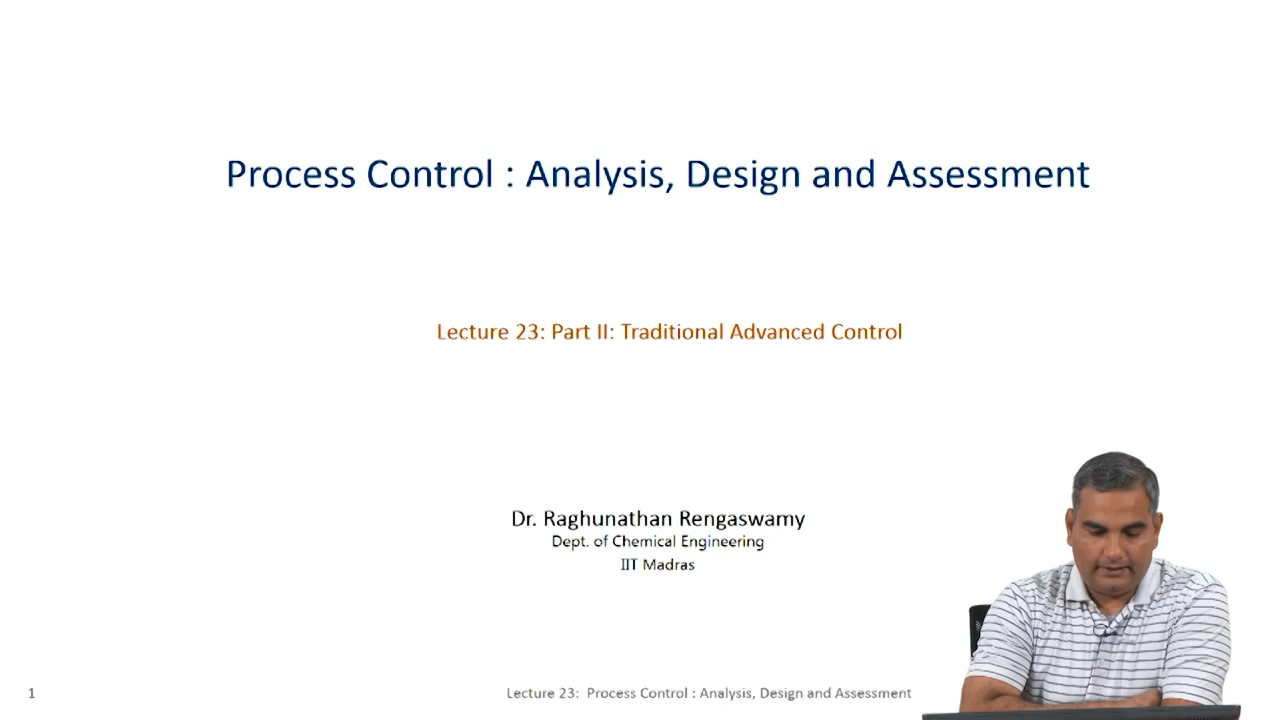 Process Control : Analysis, Design and Assessment
Lecture 23: Part II: Traditional Advanced Control
Dr. Raghunathan Rengaswamy
Dept. of Chemical Engineering
IIT Madras
1
Lecture 23: Process Control : Analysis, Design and Assessment